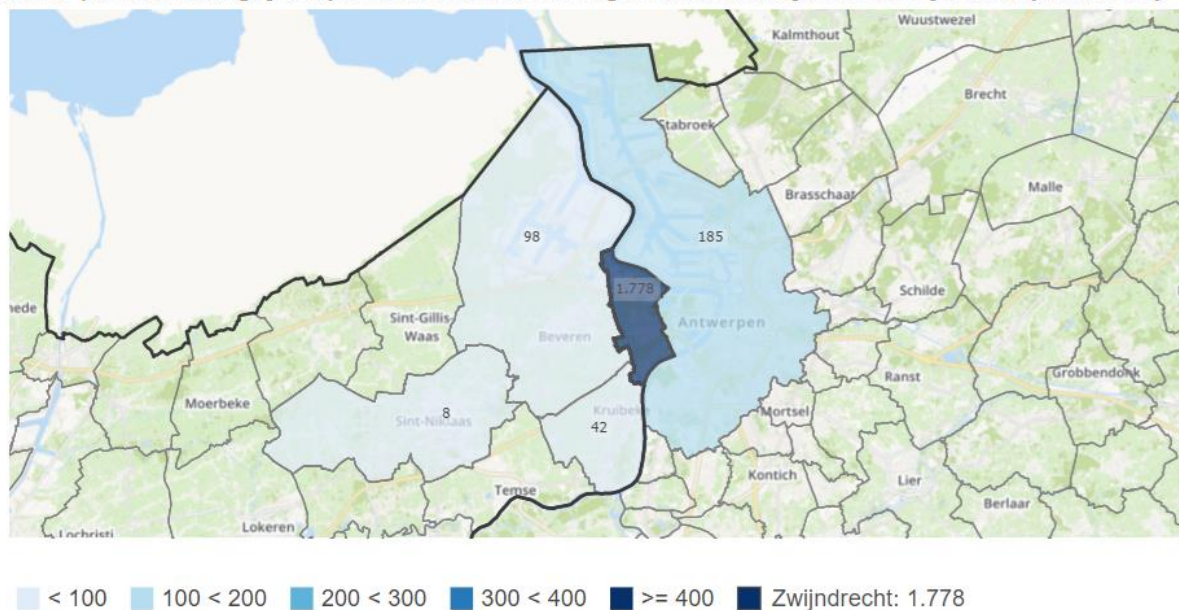 Wuustwezel
Kalmthout
Brecht
Stabroek
Malle
Brasschaat
98
185
1.778
Schilde
Sint-Gillis-
Waas
Antwerpen
Beveren
Ranst
Grobbendonk
Moerbeke
8
Sint-Niklaas
Kruibeke
42
Mortsel
Kontich
Lier
Temse
Berlaar
Lokeren
Lochristi
< 100 100 < 200 200 < 300 300 < 400 >= 400 Zwijndrecht: 1.778